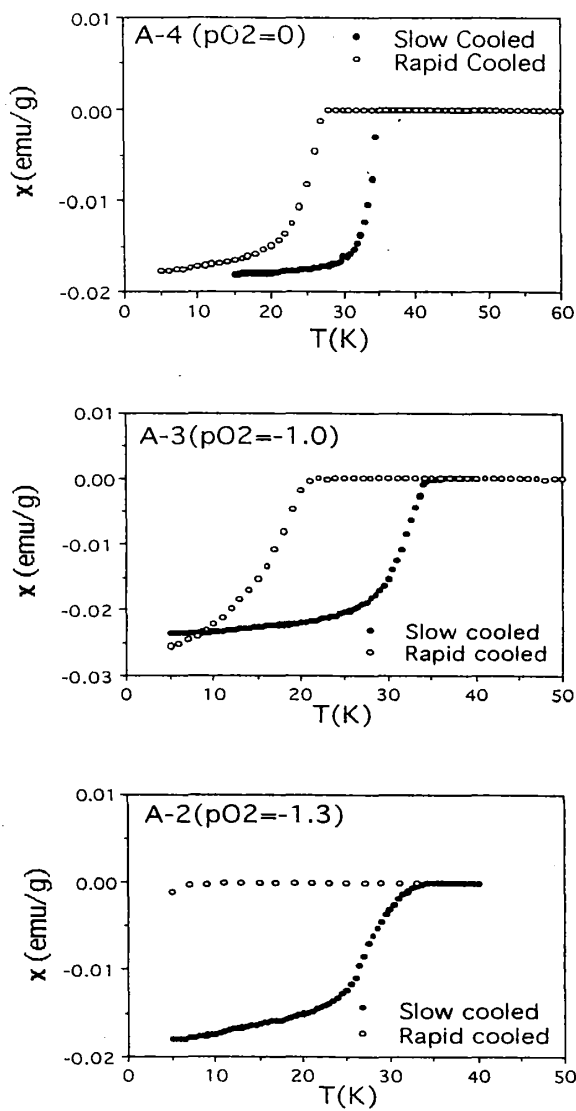 A-4 (pO2=0)
Slow Cooled
Rapid Cooled
0.01
0.00
-0.01
-0.02
χ(emu/g)
0 10 20 30 40 50 60
T(K)
A-3(pO2=-1.0)
0.01
0.00
-0.01
-0.02
-0.03
χ(emu/g)
Slow cooled
Rapid cooled
0 10 20 30 40 50
T(K)
A-2(pO2=-1.3)
0.01
0.00
-0.01
-0.02
χ(emu/g)
Slow cooled
Rapid cooled
0 10 20 30 40 50
T(K)